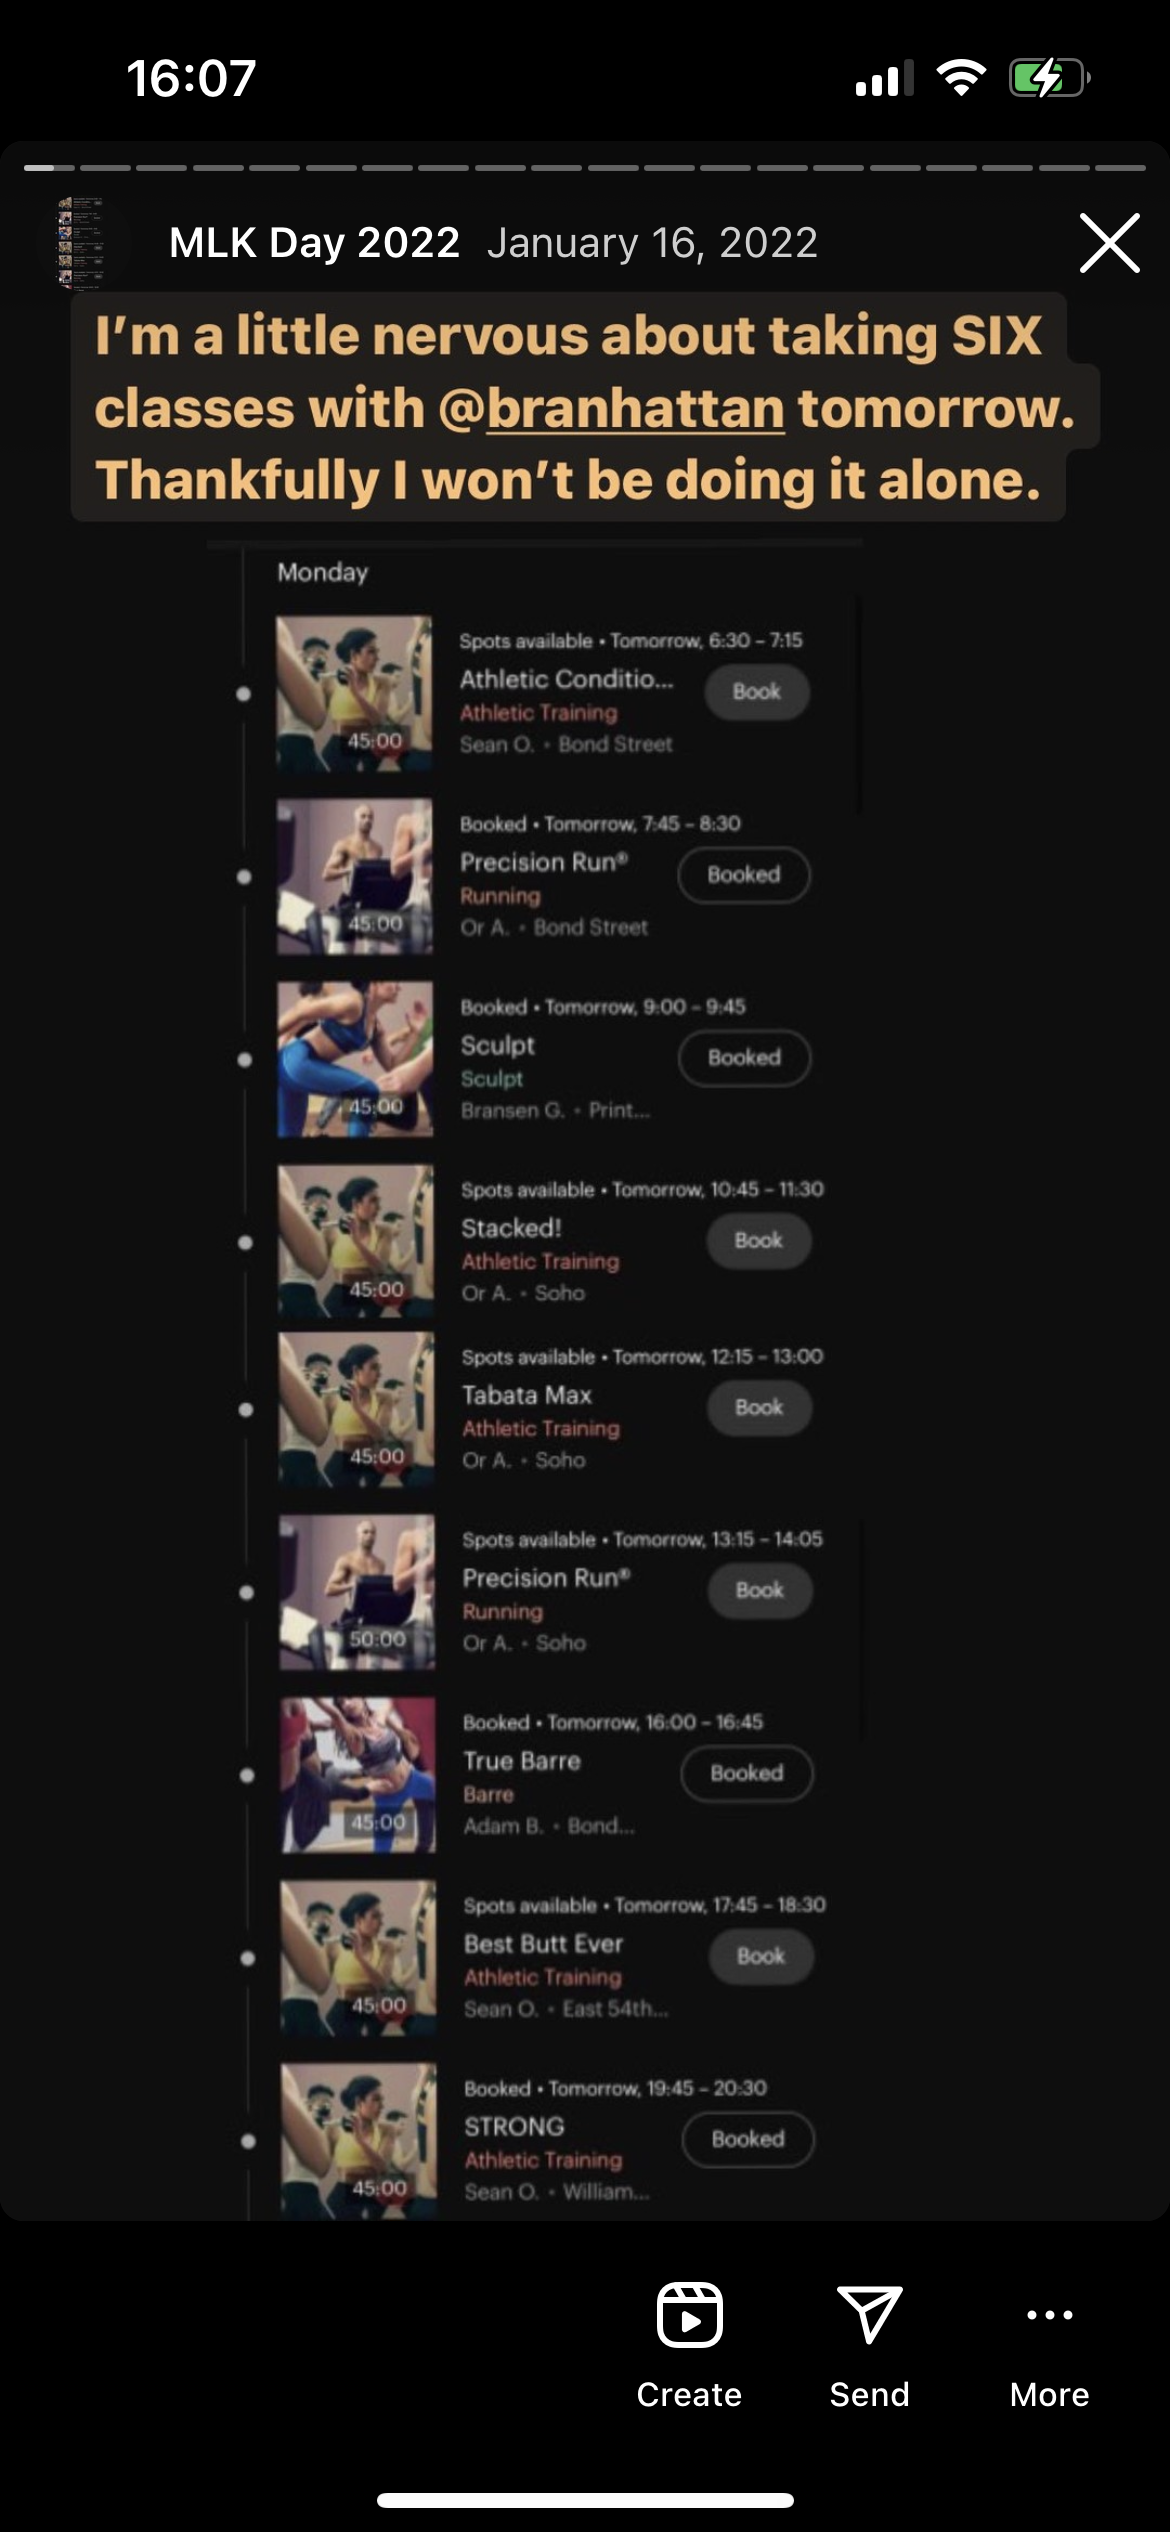 16:07
MLK Day 2022 January 16, 2022
I'm a little nervous about taking SIX
classes with @branhattan tomorrow.
Thankfully I won't be doing it alone.
Monday
Spots available • Tomorrow, 6:30 – 7:15
Athletic Conditio...
Book
Athletic Training
45:00
Sean O. • Bond Street
Booked • Tomorrow, 7:45 – 8:30
Precision Run®
Booked
Running
45:00
Or A. • Bond Street
Booked • Tomorrow, 9:00 – 9:45
Sculpt
Booked
Sculpt
45:00
Bransen G. • Print...
Spots available • Tomorrow, 10:45 – 11:30
Stacked!
Book
Athletic Training
45:00
Or A. • Soho
Spots available • Tomorrow, 12:15 – 13:00
Tabata Max
Book
Athletic Training
45:00
Or A. • Soho
Spots available • Tomorrow, 13:15 – 14:05
Precision Run®
Book
Running
50:00
Or A. • Soho
Booked • Tomorrow, 16:00 – 16:45
True Barre
Booked
Barre
45:00
Adam B. • Bond...
Spots available • Tomorrow, 17:45 – 18:30
Best Butt Ever
Book
Athletic Training
45:00
Sean O. • East 54th...
Booked • Tomorrow, 19:45 – 20:30
STRONG
Booked
Athletic Training
45:00
Sean O. • William...
Create Send More